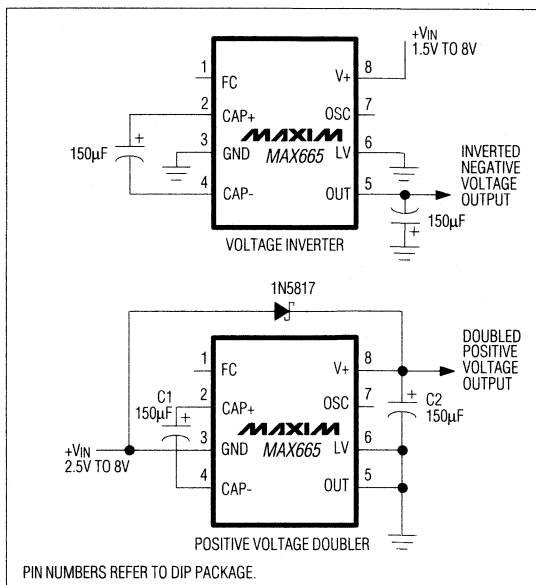 +VIN
1.5V TO 8V
1 FC
V+ 8
2 CAP+
OSC 7
150µF
+
MAXIM
3 GND
MAX665
LV 6
4 CAP-
OUT 5
INVERTED
NEGATIVE
VOLTAGE
OUTPUT
150µF
+
VOLTAGE INVERTER
1N5817
1 FC
V+ 8
DOUBLED
POSITIVE
VOLTAGE
OUTPUT
C1
150µF
+
2 CAP+
OSC 7
+ C2
150µF
MAXIM
+VIN
2.5V TO 8V
3 GND
MAX665
LV 6
4 CAP-
OUT 5
POSITIVE VOLTAGE DOUBLER
PIN NUMBERS REFER TO DIP PACKAGE.